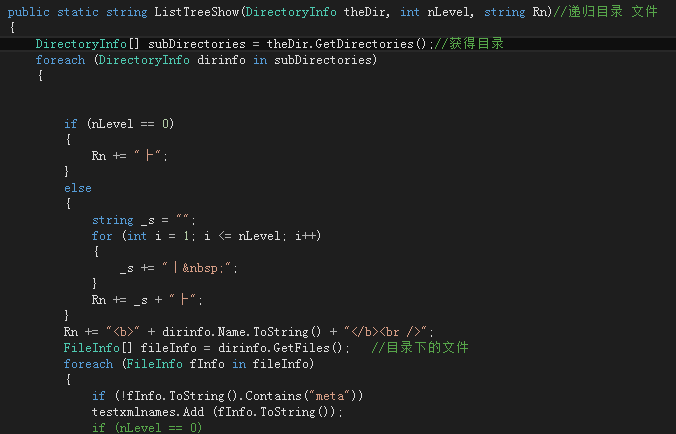 public static string ListTreeShow(DirectoryInfo theDir, int nLevel, string Rn)//递归目录 文件
{
DirectoryInfo[] subDirectories = theDir.GetDirectories();//获得目录
foreach (DirectoryInfo dirinfo in subDirectories)
{
if (nLevel == 0)
{
Rn += "├";
}
else
{
string _s = "";
for (int i = 1; i <= nLevel; i++)
{
_s += "│&nbsp;";
}
Rn += _s + "├";
}
Rn += "<b>" + dirinfo.Name.ToString() + "</b><br />";
FileInfo[] fileInfo = dirinfo.GetFiles();   //目录下的文件
foreach (FileInfo fInfo in fileInfo)
{
if (!fInfo.ToString().Contains("meta"))
testxmlnames.Add (fInfo.ToString());
if (nLevel == 0)